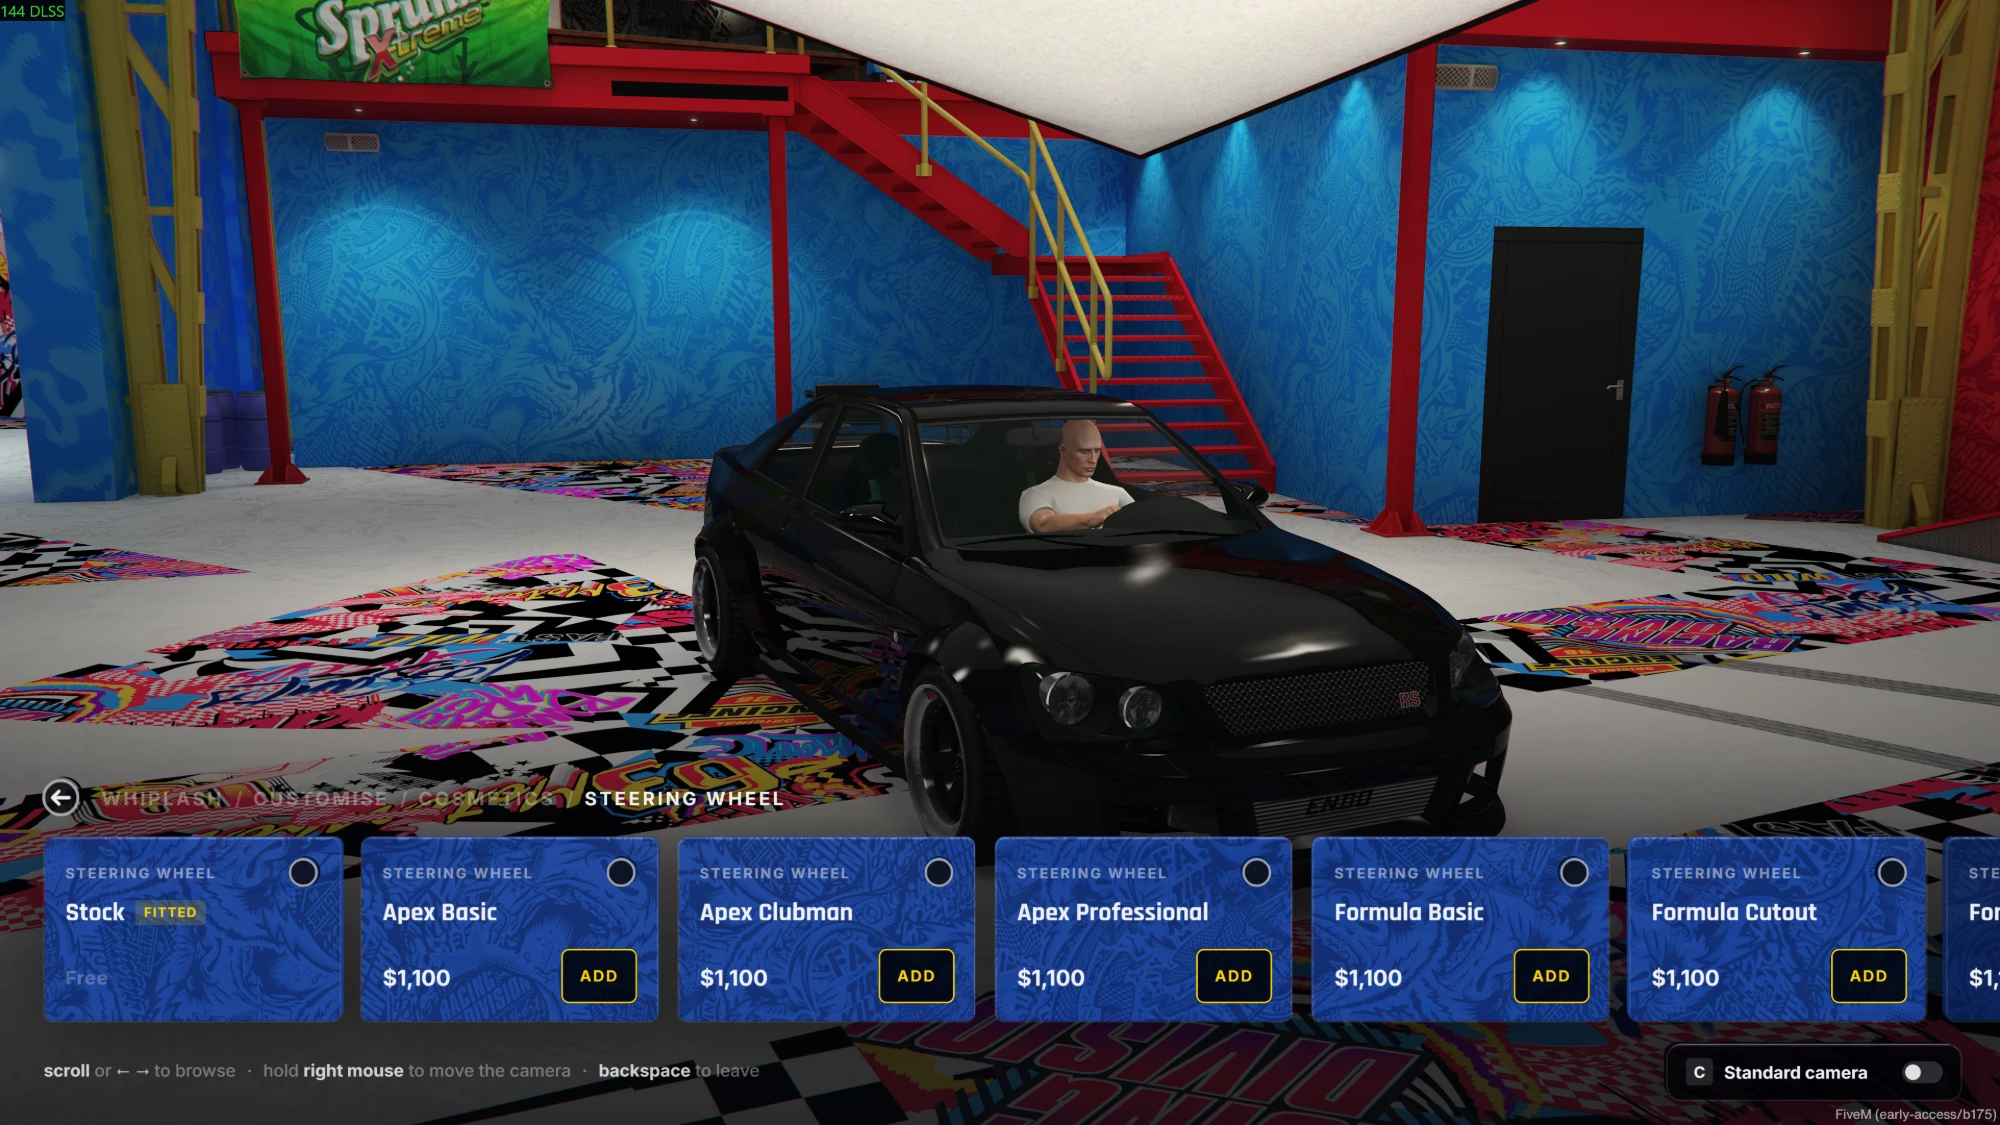 144 DLSS
Sprunk
Xtreme
RS
ENDO
WHIPLASH / CUSTOMISE / COSMETICS / STEERING WHEEL
STEERING WHEEL
Stock FITTED
Free
STEERING WHEEL
Apex Basic
$1,100 ADD
STEERING WHEEL
Apex Clubman
$1,100 ADD
STEERING WHEEL
Apex Professional
$1,100 ADD
STEERING WHEEL
Formula Basic
$1,100 ADD
STEERING WHEEL
Formula Cutout
$1,100 ADD
scroll or ← → to browse · hold right mouse to move the camera · backspace to leave
C Standard camera
FiveM (early-access/b175)